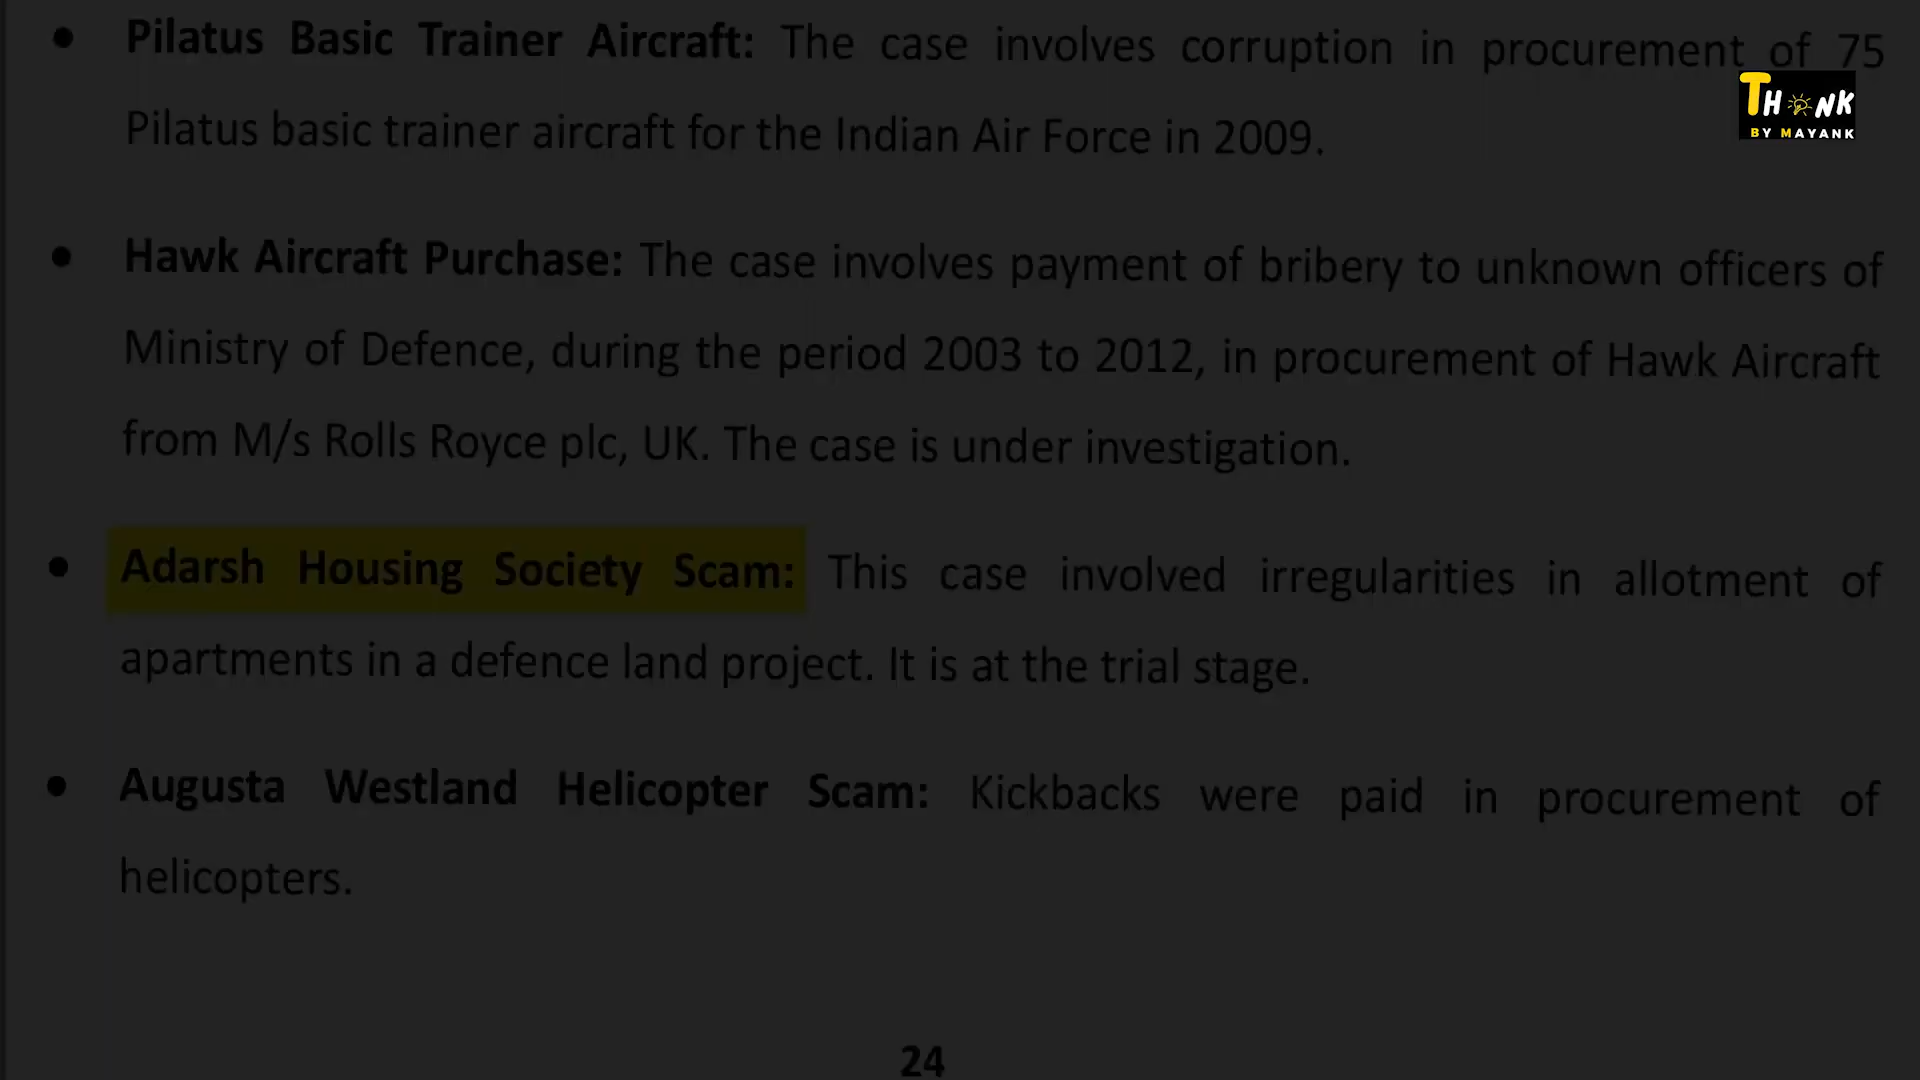 • Pilatus Basic Trainer Aircraft: The case involves corruption in procurement of 75
Pilatus basic trainer aircraft for the Indian Air Force in 2009.
THINK
BY MAYANK
• Hawk Aircraft Purchase: The case involves payment of bribery to unknown officers of
Ministry of Defence, during the period 2003 to 2012, in procurement of Hawk Aircraft
from M/s Rolls Royce plc, UK. The case is under investigation.
• Adarsh Housing Society Scam: This case involved irregularities in allotment of
apartments in a defence land project. It is at the trial stage.
• Augusta Westland Helicopter Scam: Kickbacks were paid in procurement of
helicopters.
24